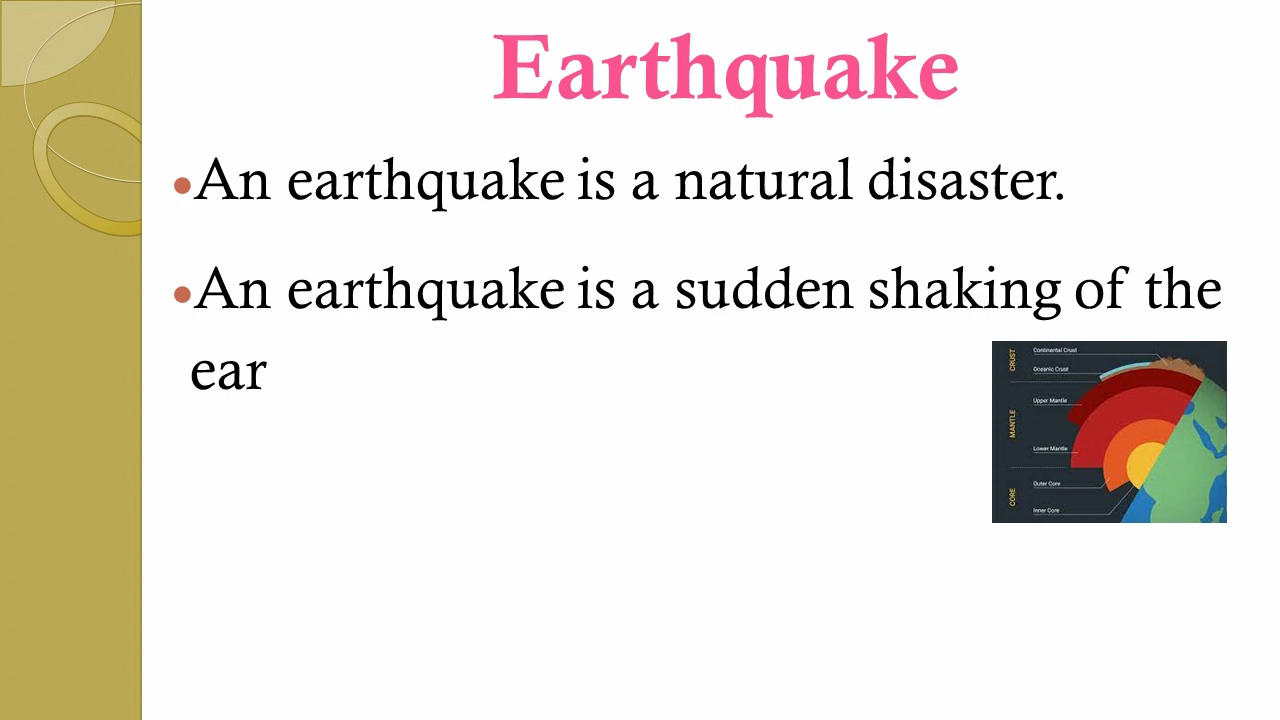 Earthquake
•An earthquake is a natural disaster.
•An earthquake is a sudden shaking of the
ear
CRUST
Continental Crust
Oceanic Crust
MANTLE
Upper Mantle
Lower Mantle
CORE
Outer Core
Inner Core